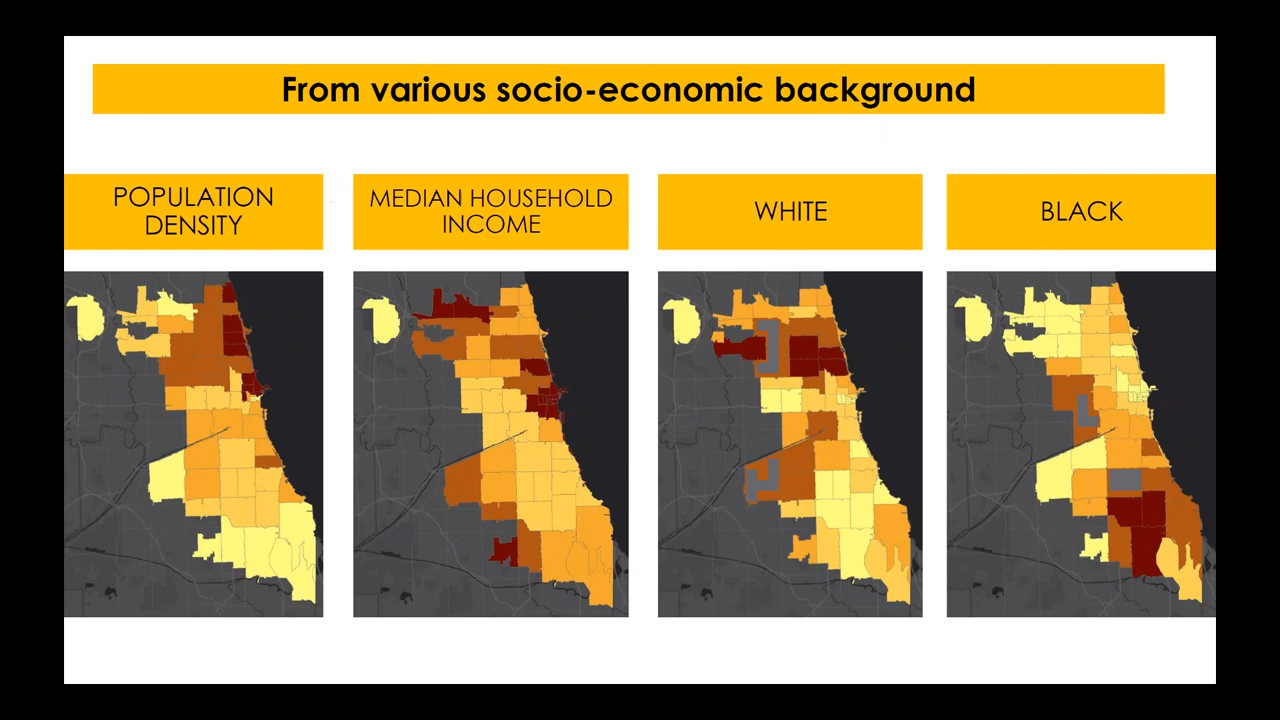 From various socio-economic background
POPULATION
DENSITY
MEDIAN HOUSEHOLD
INCOME
WHITE
BLACK